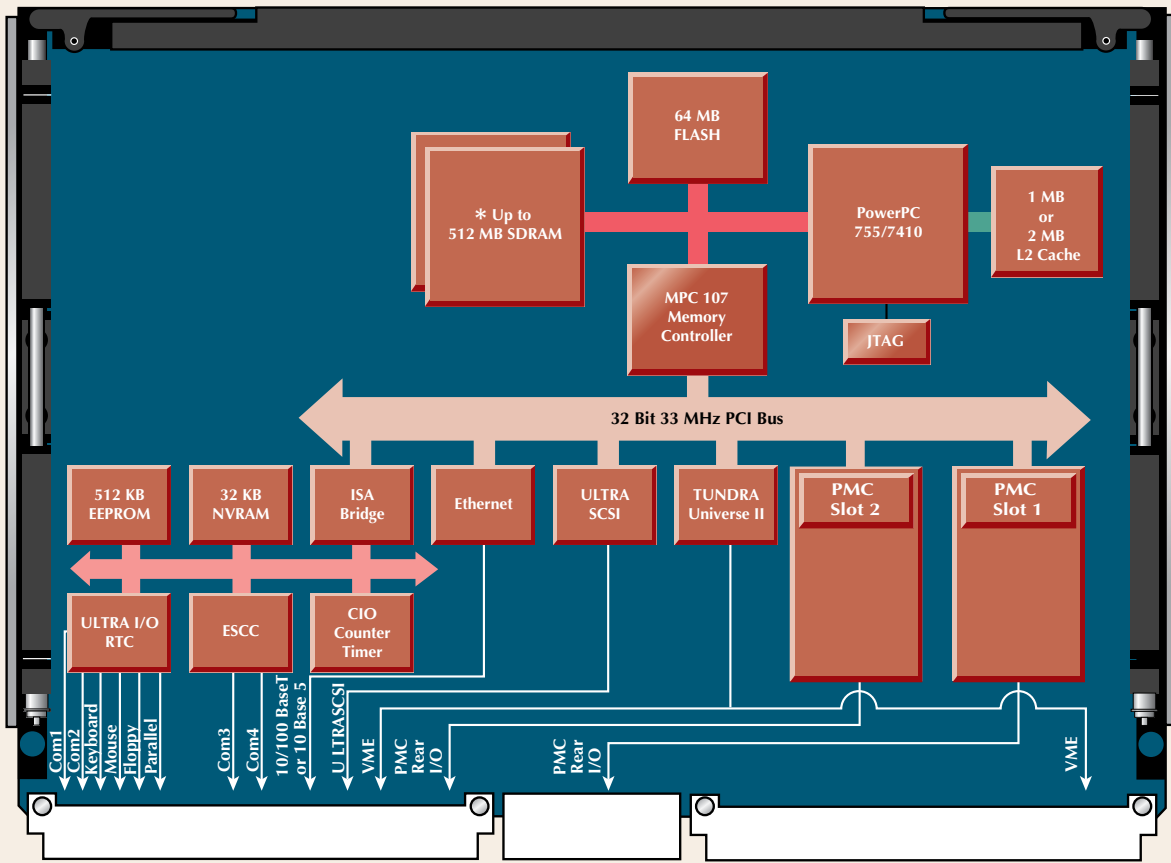 64 MB
FLASH
* Up to
512 MB SDRAM
PowerPC
755/7410
1 MB
or
2 MB
L2 Cache
MPC 107
Memory
Controller
JTAG
32 Bit 33 MHz PCI Bus
512 KB
EEPROM
32 KB
NVRAM
ISA
Bridge
Ethernet
ULTRA
SCSI
TUNDRA
Universe II
PMC
Slot 2
PMC
Slot 1
ULTRA I/O
RTC
ESCC
CIO
Counter
Timer
Com1
Com2
Keyboard
Mouse
Floppy
Parallel
Com3
Com4
10/100 BaseT
or 10 Base 5
U LTRASCSI
VME
PMC
Rear
I/O
PMC
Rear
I/O
VME